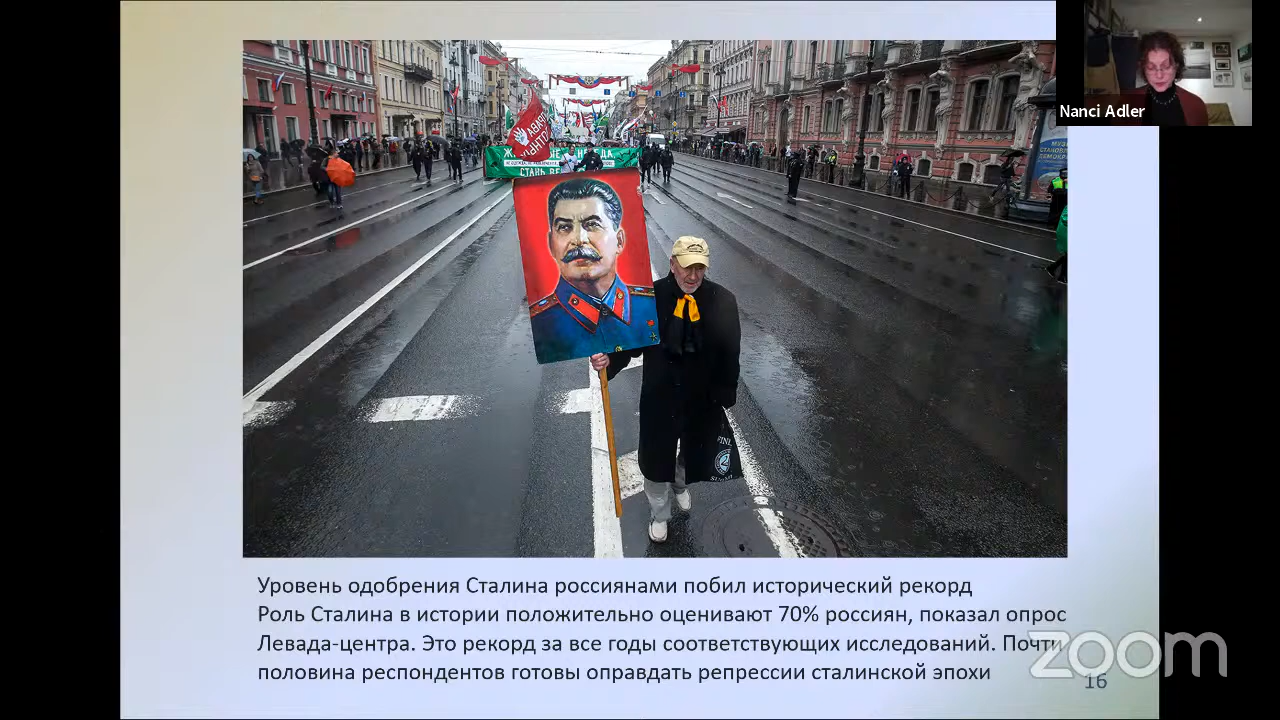 Nanci Adler
СТАНЬ
Уровень одобрения Сталина россиянами побил исторический рекорд
Роль Сталина в истории положительно оценивают 70% россиян, показал опрос
Левада-центра. Это рекорд за все годы соответствующих исследований. Почти
половина респондентов готовы оправдать репрессии сталинской эпохи
zoom
16